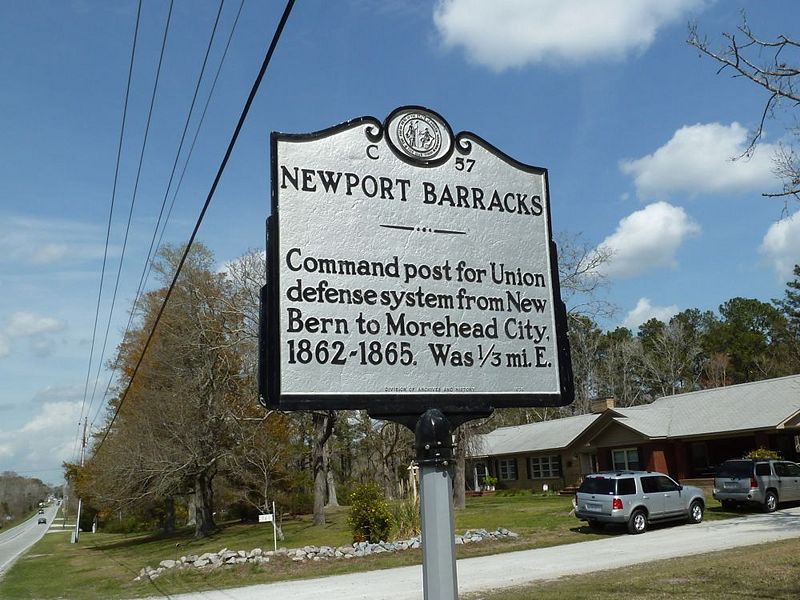 C 57
NEWPORT BARRACKS
Command post for Union
defense system from New
Bern to Morehead City,
1862-1865. Was 1/3 mi. E.
DIVISION OF ARCHIVES AND HISTORY